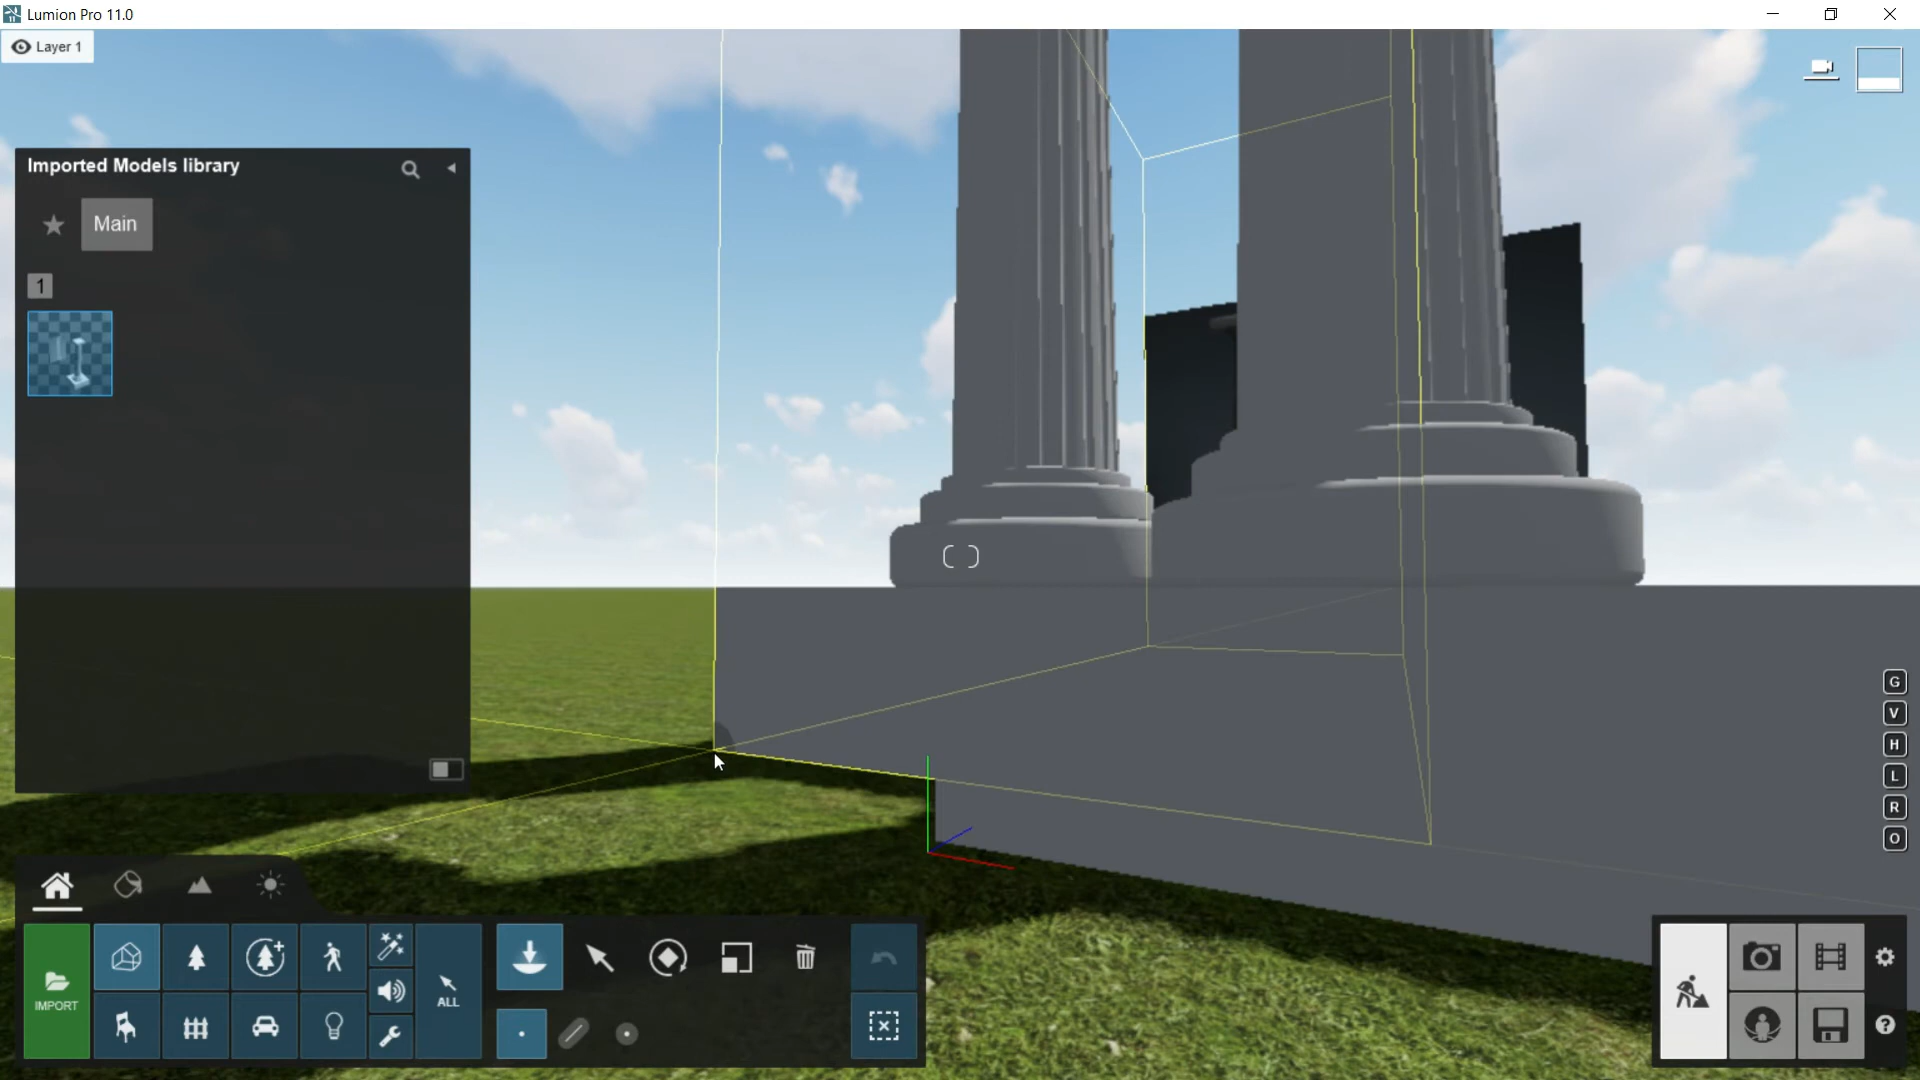 Lumion Pro 11.0
Layer 1
Imported Models library
Main
1
G
V
H
L
R
O
IMPORT
ALL
?